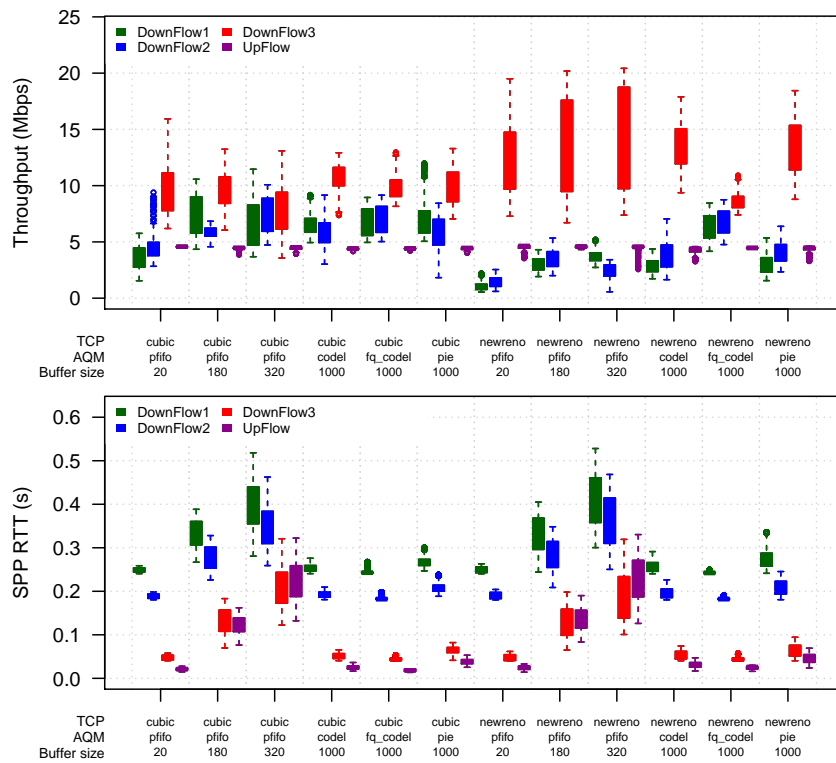 Throughput (Mbps)
25
20
15
10
5
0
DownFlow1 DownFlow3
DownFlow2 UpFlow
TCP cubic cubic cubic cubic cubic cubic newreno newreno newreno newreno newreno newreno
AQM pfifo pfifo pfifo codel fq_codel pie pfifo pfifo pfifo codel fq_codel pie
Buffer size 20 180 320 1000 1000 1000 20 180 320 1000 1000 1000
SPP RTT (s)
0.6
0.5
0.4
0.3
0.2
0.1
0.0
DownFlow1 DownFlow3
DownFlow2 UpFlow
TCP cubic cubic cubic cubic cubic cubic newreno newreno newreno newreno newreno newreno
AQM pfifo pfifo pfifo codel fq_codel pie pfifo pfifo pfifo codel fq_codel pie
Buffer size 20 180 320 1000 1000 1000 20 180 320 1000 1000 1000